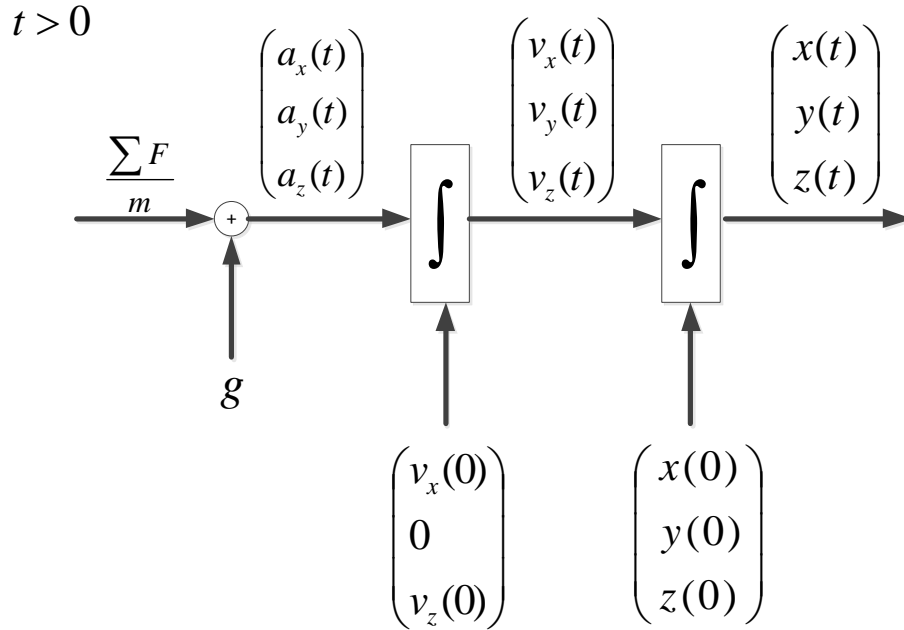 t > 0
a_x(t)
a_y(t)
a_z(t)
v_x(t)
v_y(t)
v_z(t)
x(t)
y(t)
z(t)
∑ F
m
+
∫
∫
g
v_x(0)
0
v_z(0)
x(0)
y(0)
z(0)